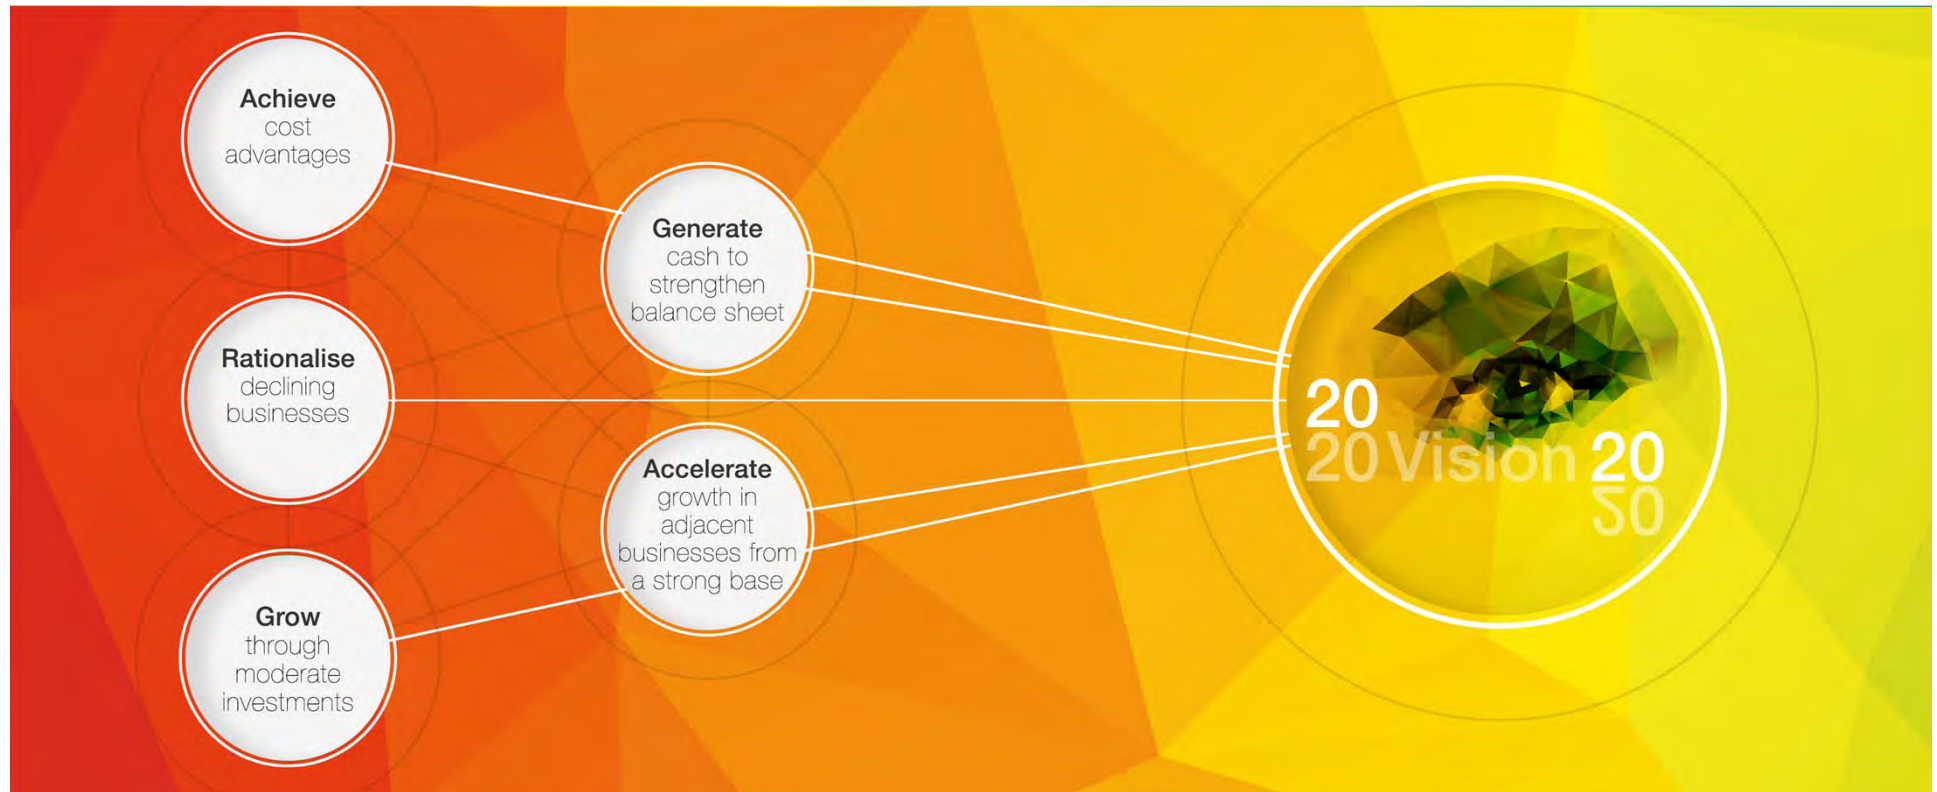 Achieve
cost
advantages
Rationalise
declining
businesses
Grow
through
moderate
investments
Generate
cash to
strengthen
balance sheet
Accelerate
growth in
adjacent
businesses from
a strong base
20
20 Vision 20
20